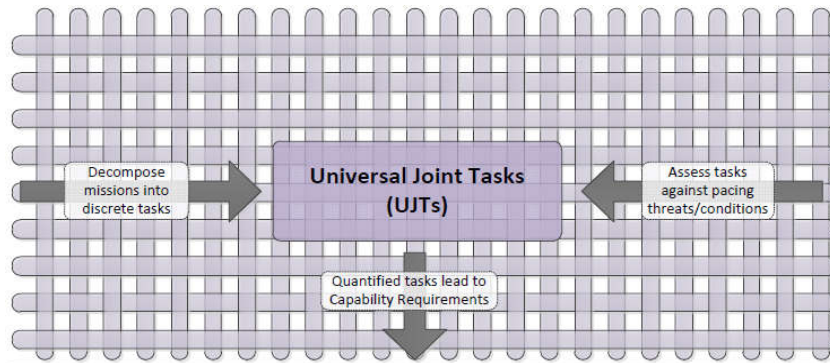 Decompose
missions into
discrete tasks
Universal Joint Tasks
(UJTs)
Assess tasks
against pacing
threats/conditions
Quantified tasks lead to
Capability Requirements